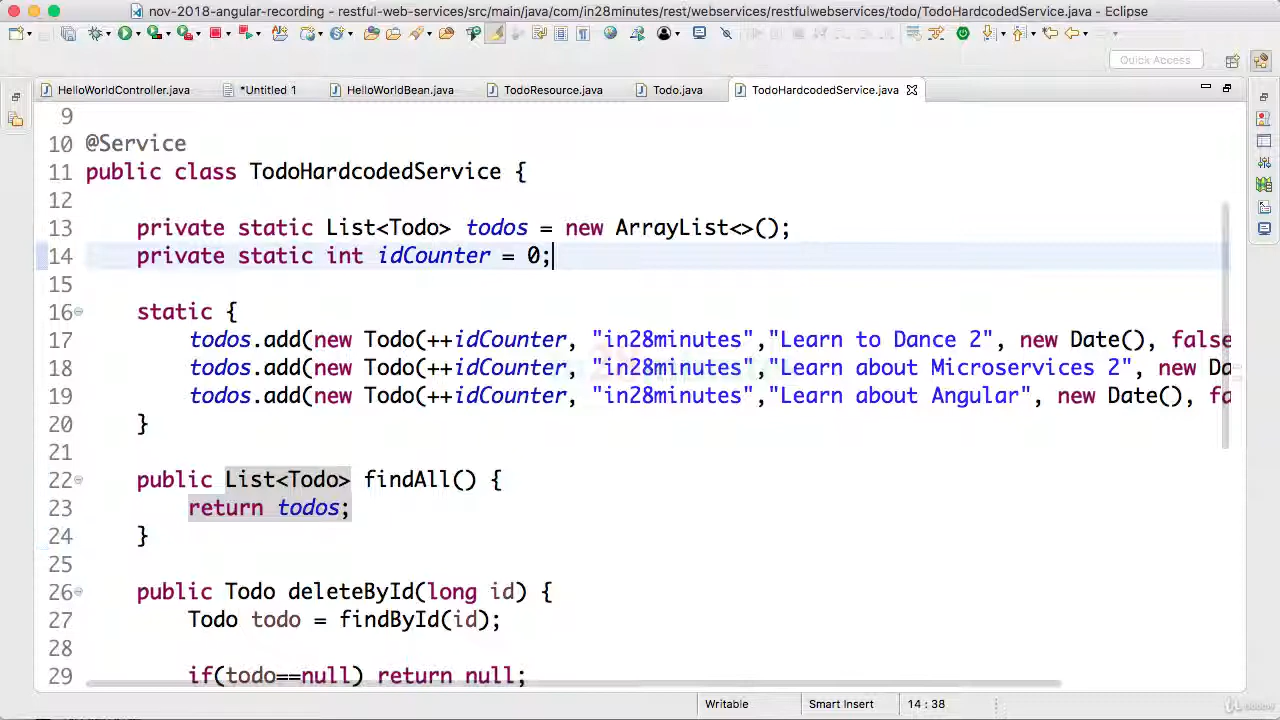 nov-2018-angular-recording - restful-web-services/src/main/java/com/in28minutes/rest/webservices/restfulwebservices/todo/TodoHardcodedService.java - Eclipse
Quick Access
HelloWorldController.java
*Untitled 1
HelloWorldBean.java
TodoResource.java
Todo.java
TodoHardcodedService.java
9
10 @Service
11 public class TodoHardcodedService {
12
13 private static List<Todo> todos = new ArrayList<>();
14 private static int idCounter = 0;
15
16 static {
17 todos.add(new Todo(++idCounter, "in28minutes","Learn to Dance 2", new Date(), false
18 todos.add(new Todo(++idCounter, "in28minutes","Learn about Microservices 2", new Da
19 todos.add(new Todo(++idCounter, "in28minutes","Learn about Angular", new Date(), fa
20 }
21
22 public List<Todo> findAll() {
23 return todos;
24 }
25
26 public Todo deleteById(long id) {
27 Todo todo = findById(id);
28
29 if(todo==null) return null;
Writable
Smart Insert
14 : 38